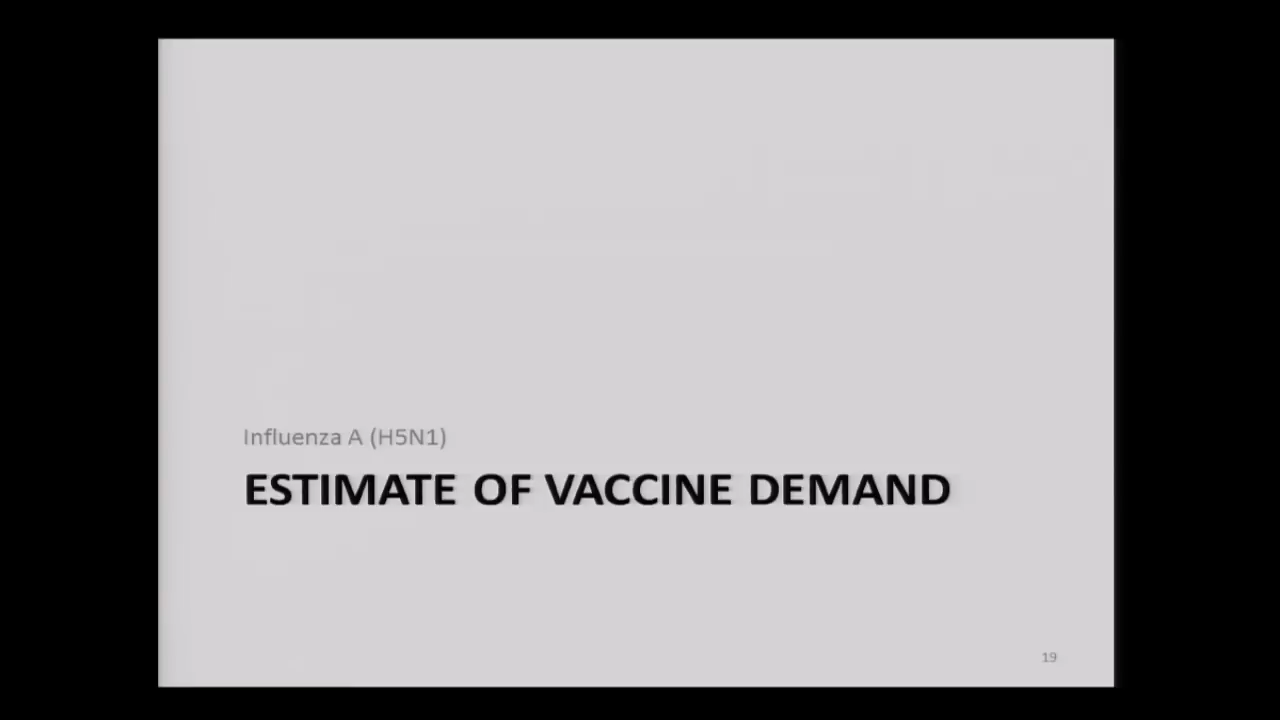 Influenza A (H5N1)
ESTIMATE OF VACCINE DEMAND
19